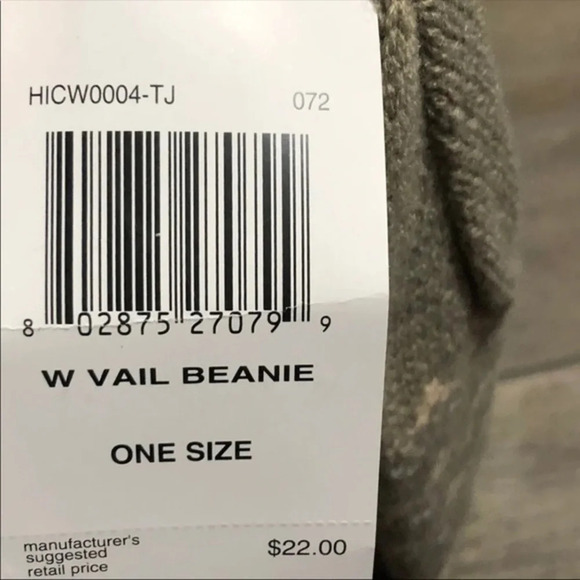 HICW0004-TJ 072
8 02875 27079 9
W VAIL BEANIE
ONE SIZE
manufacturer's
suggested
retail price $22.00